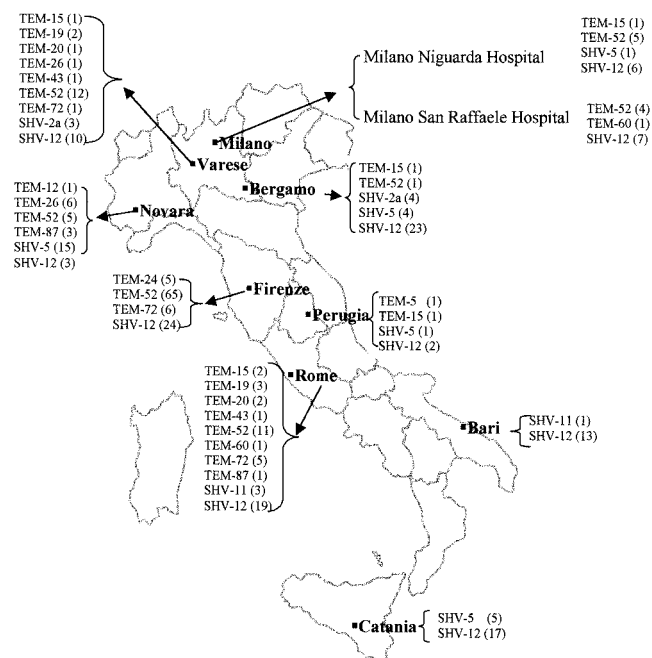 TEM-15 (1)
TEM-19 (2)
TEM-20 (1)
TEM-26 (1)
TEM-43 (1)
TEM-52 (12)
TEM-72 (1)
SHV-2a (3)
SHV-12 (10)
Milano Niguarda Hospital
TEM-15 (1)
TEM-52 (5)
SHV-5 (1)
SHV-12 (6)
Milano San Raffaele Hospital
TEM-52 (4)
TEM-60 (1)
SHV-12 (7)
Milano
Varese
Bergamo
TEM-15 (1)
TEM-52 (1)
SHV-2a (4)
SHV-5 (4)
SHV-12 (23)
TEM-12 (1)
TEM-26 (6)
TEM-52 (5)
TEM-87 (3)
SHV-5 (15)
SHV-12 (3)
Novara
TEM-24 (5)
TEM-52 (65)
TEM-72 (6)
SHV-12 (24)
Firenze
Perugia
TEM-5 (1)
TEM-15 (1)
SHV-5 (1)
SHV-12 (2)
TEM-15 (2)
TEM-19 (3)
TEM-20 (2)
TEM-43 (1)
TEM-52 (11)
TEM-60 (1)
TEM-72 (5)
TEM-87 (1)
SHV-11 (3)
SHV-12 (19)
Rome
Bari
SHV-11 (1)
SHV-12 (13)
Catania
SHV-5 (5)
SHV-12 (17)